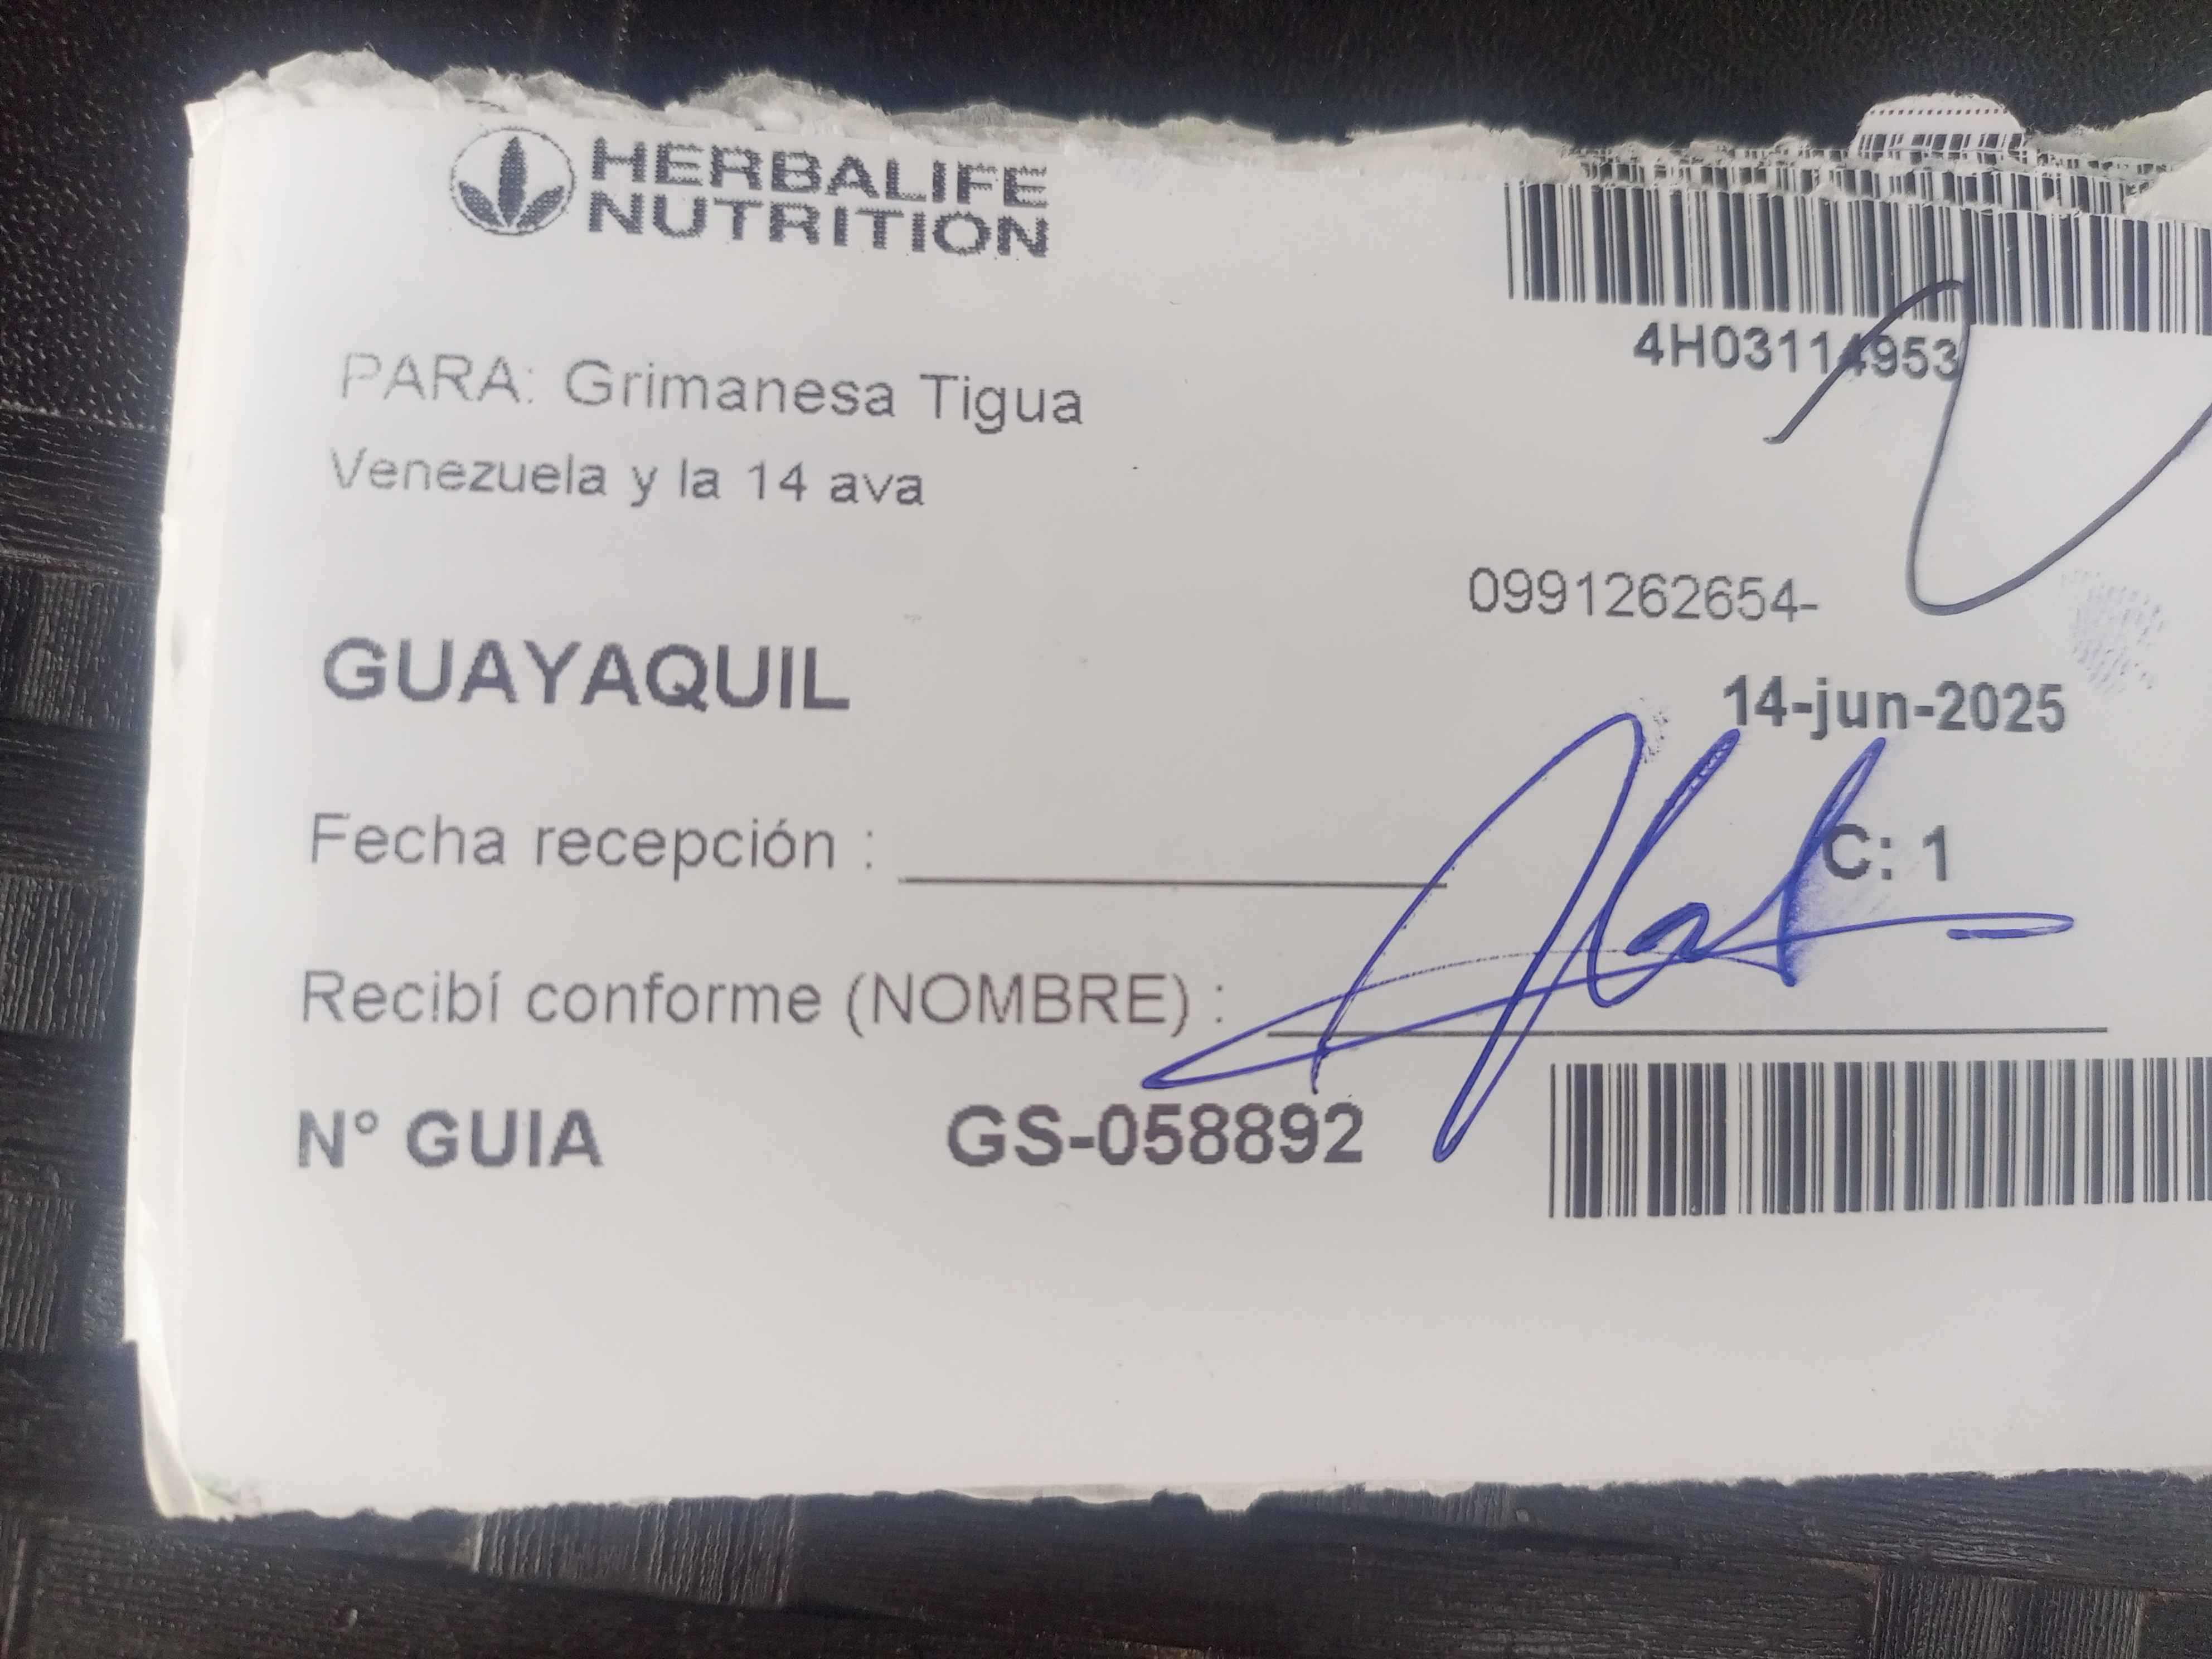 HERBALIFE
NUTRITION
4H03114953
PARA: Grimanesa Tigua
Venezuela y la 14 ava
0991262654-
GUAYAQUIL
14-jun-2025
Fecha recepción :
C: 1
Recibí conforme (NOMBRE) :
N° GUIA GS-058892